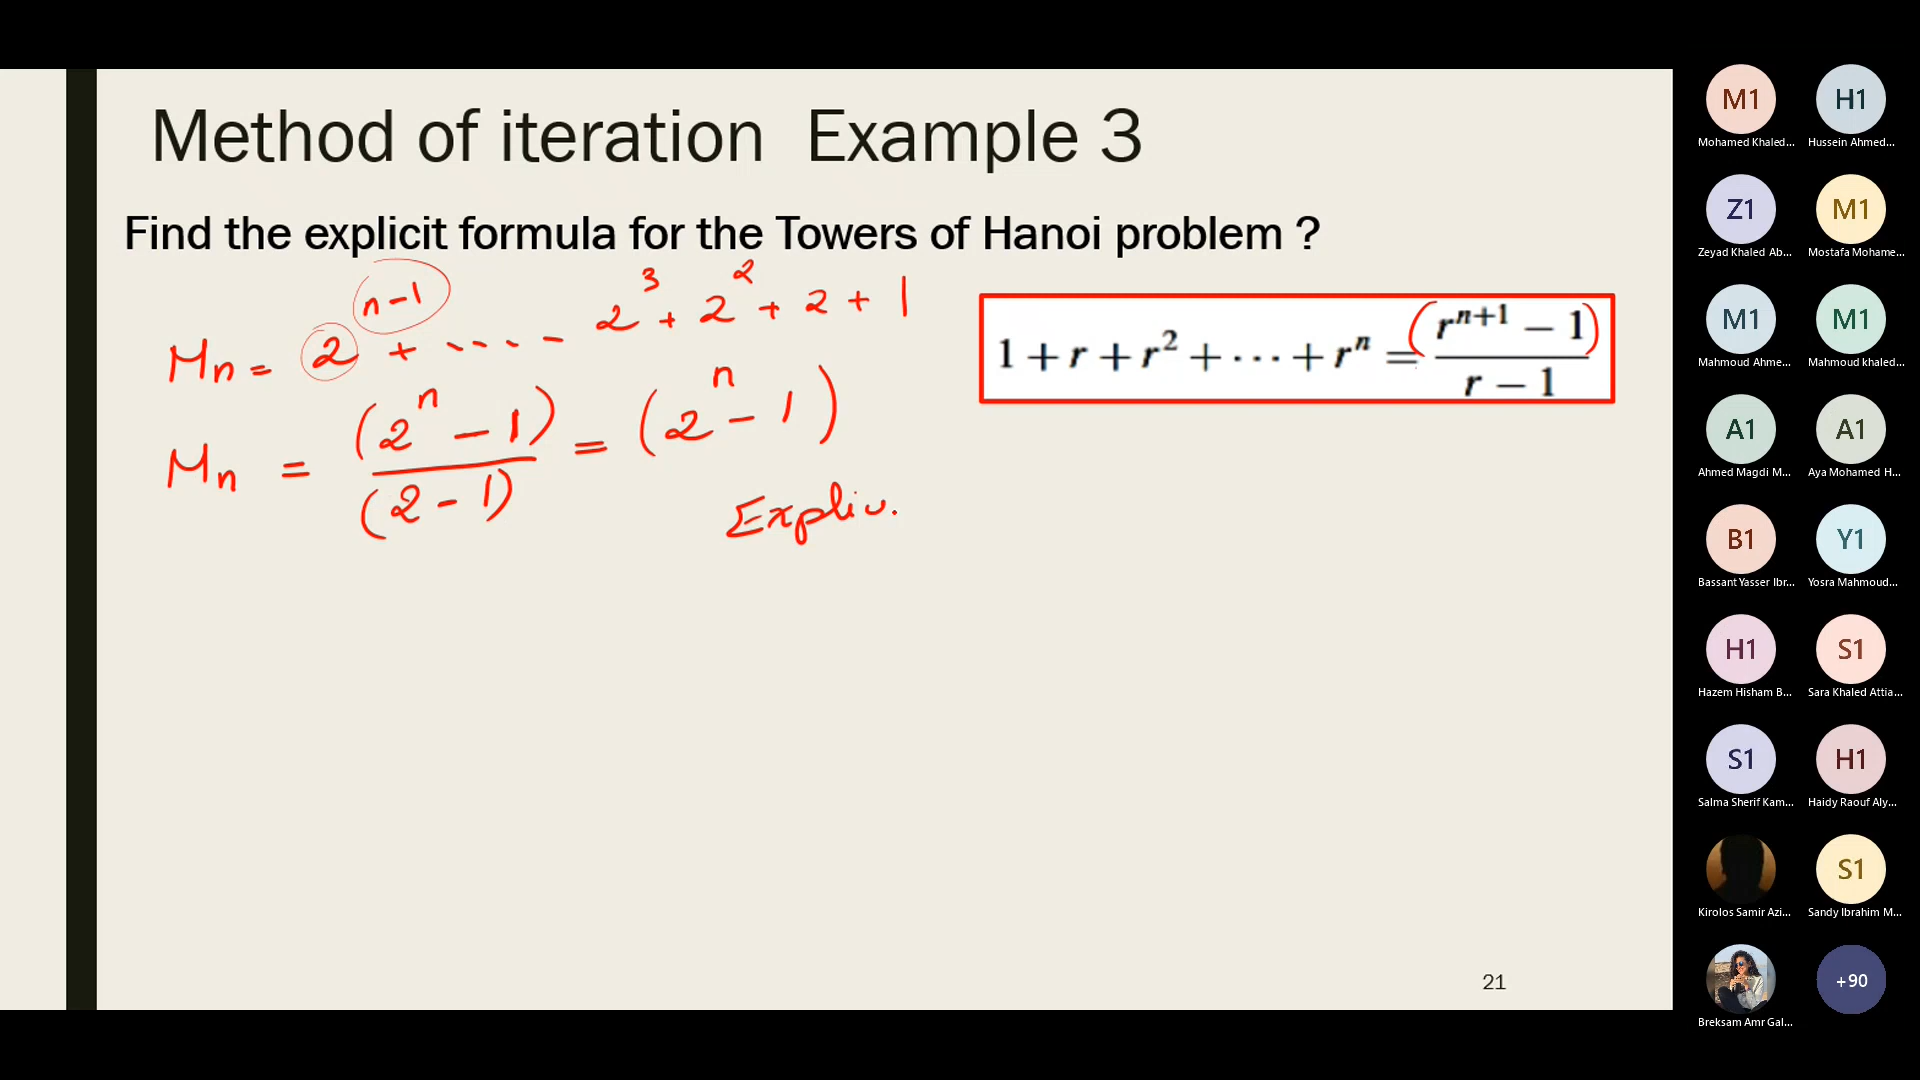 Method of iteration Example 3
Find the explicit formula for the Towers of Hanoi problem ?
Mn = 2^(n-1) + ---- 2^3 + 2^2 + 2 + 1
1 + r + r^2 + ··· + r^n = (r^(n+1) − 1) / (r − 1)
Mn = (2^n - 1) / (2 - 1) = (2^n - 1)
21
M1
H1
Mohamed Khaled...
Hussein Ahmed...
Z1
M1
Zeyad Khaled Ab...
Mostafa Mohame...
M1
M1
Mahmoud Ahme...
Mahmoud khaled...
A1
A1
Ahmed Magdi M...
Aya Mohamed H...
B1
Y1
Bassant Yasser Ibr...
Yosra Mahmoud...
H1
S1
Hazem Hisham B...
Sara Khaled Attia...
S1
H1
Salma Sherif Kam...
Haidy Raouf Aly...
S1
Kirolos Samir Azi...
Sandy Ibrahim M...
+90
Breksam Amr Gal...